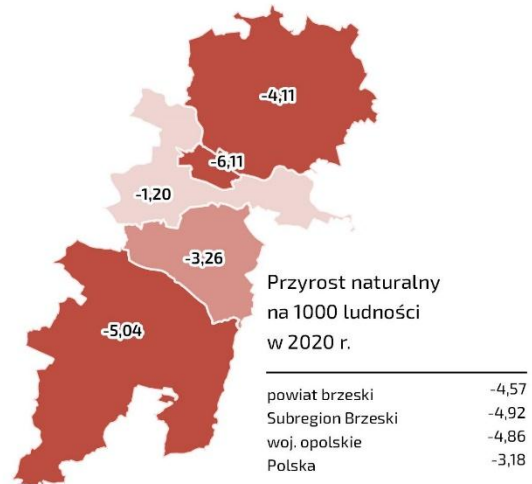 -4,11
-6,11
-1,20
-3,26
-5,04
Przyrost naturalny
na 1000 ludności
w 2020 r.
powiat brzeski -4,57
Subregion Brzeski -4,92
woj. opolskie -4,86
Polska -3,18